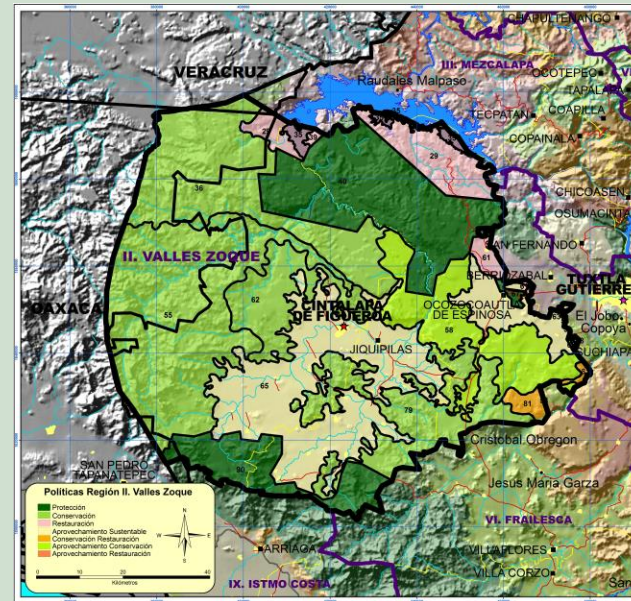 CHAPULTENANGO
III. MEZCALAPA
VERACRUZ
OCOTEPEC
Raudales Malpaso
TAPALAPA
TECPATAN
COAPILLA
COPAINALA
29
36
CHICOASEN
OSUMACINTA
SAN FERNANDO
II. VALLES ZOQUE
61
BERRIOZABAL
TUXTLA
GUTIERREZ
OAXACA
62
CINTALAPA
DE FIGUEROA
OCOZOCOAUTLA
DE ESPINOSA
55
El Jobo
Copoya
58
SUCHIAPA
JIQUIPILAS
65
79
81
Cristobal Obregon
SAN PEDRO
TAPANATEPEC
90
Jesus Maria Garza
Políticas Región II. Valles Zoque
Protección
Conservación
Restauración
Aprovechamiento Sustentable
Conservación Restauración
Aprovechamiento Conservación
Aprovechamiento Restauración
N
W
E
S
0
10
20
40
Kilómetros
VI. FRAILESCA
ARRIAGA
VILLAFLORES
VILLA CORZO
IX. ISTMO COSTA